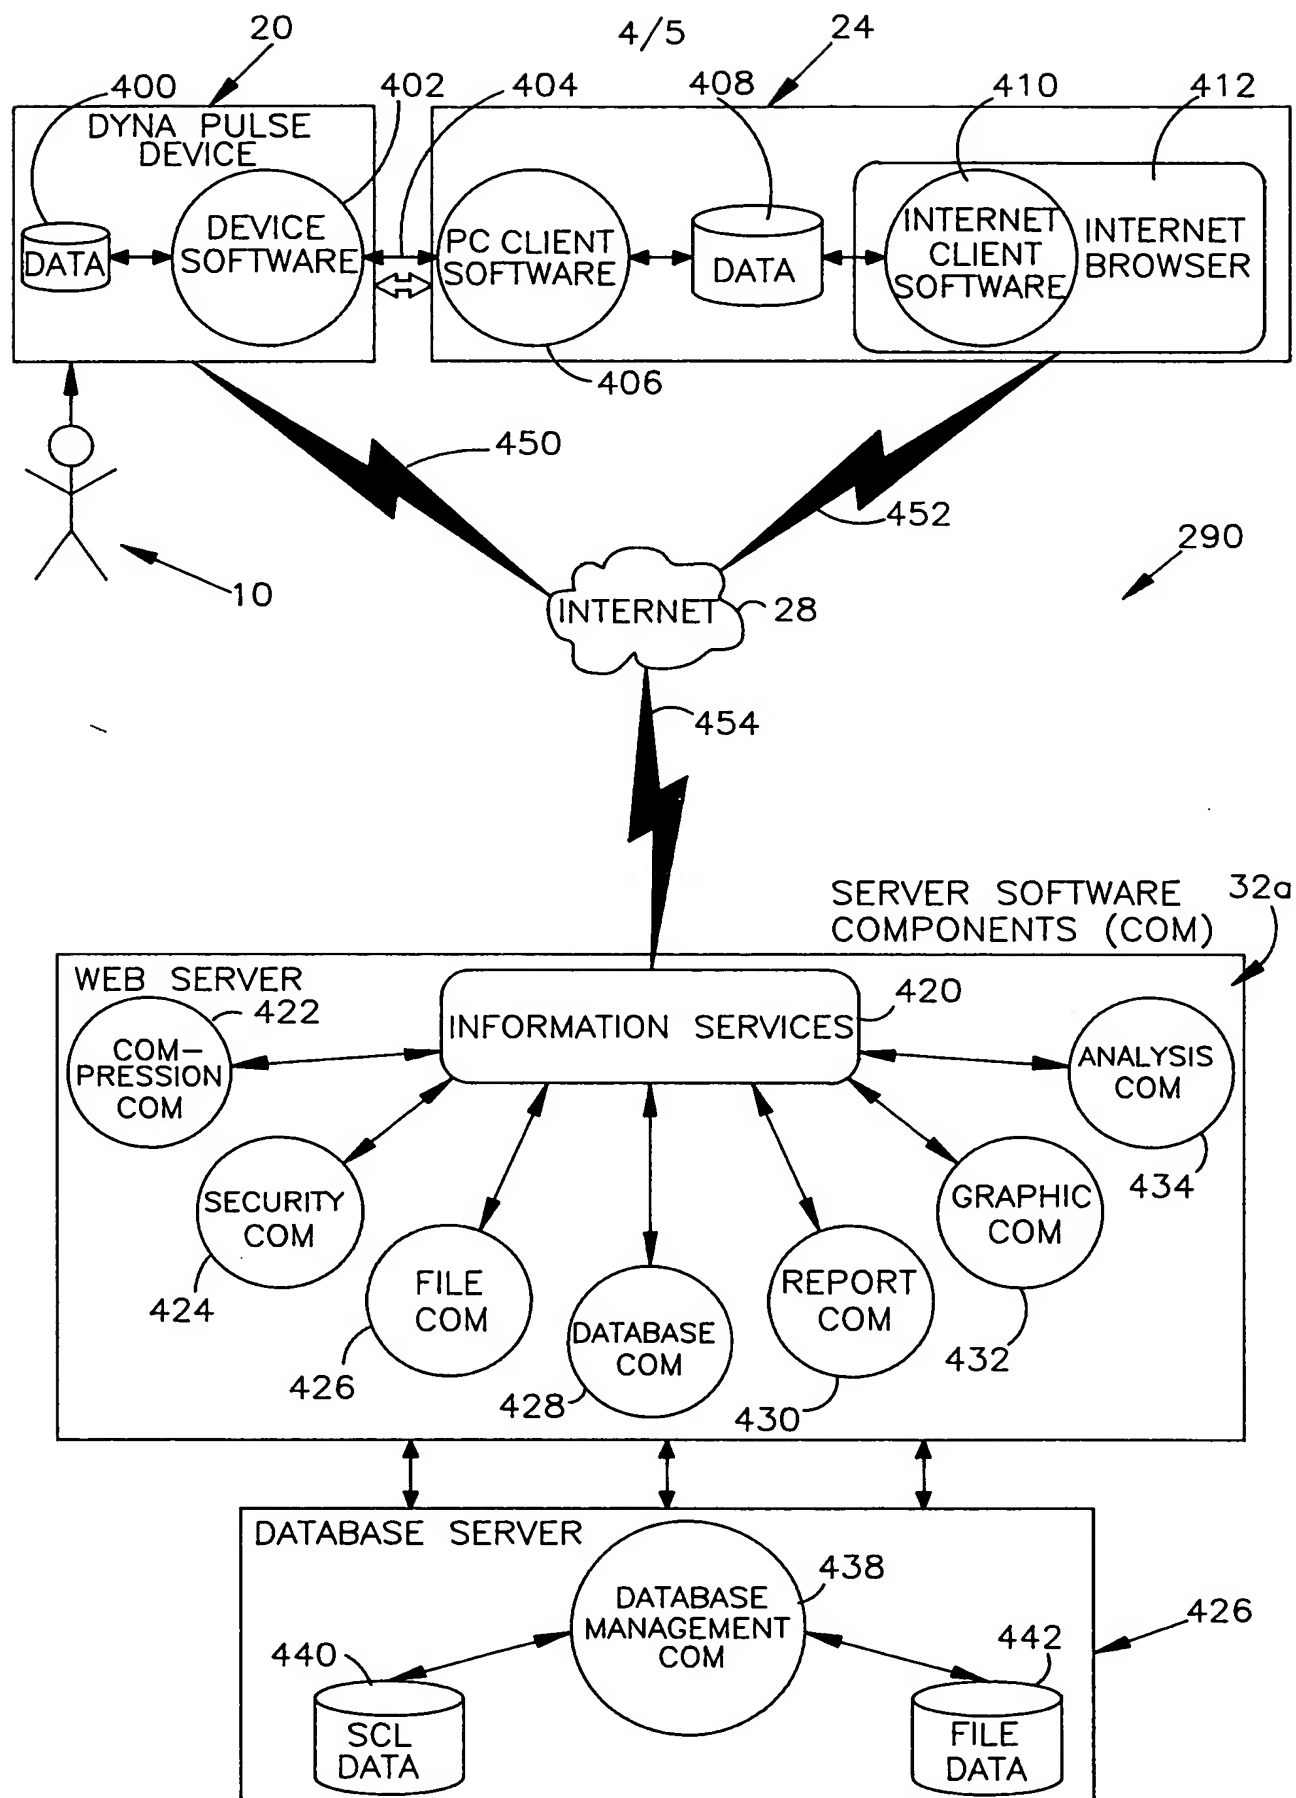 20
4/5
24
400
402
404
408
410
412
DYNA PULSE
DEVICE
DATA
DEVICE
SOFTWARE
PC CLIENT
SOFTWARE
DATA
INTERNET
CLIENT
SOFTWARE
INTERNET
BROWSER
406
450
452
290
10
INTERNET
28
454
SERVER SOFTWARE
COMPONENTS (COM)
32a
WEB SERVER
422
INFORMATION SERVICES
420
COM-
PRESSION
COM
ANALYSIS
COM
434
SECURITY
COM
424
GRAPHIC
COM
432
FILE
COM
426
REPORT
COM
430
DATABASE
COM
428
DATABASE SERVER
438
DATABASE
MANAGEMENT
COM
426
440
442
SCL
DATA
FILE
DATA